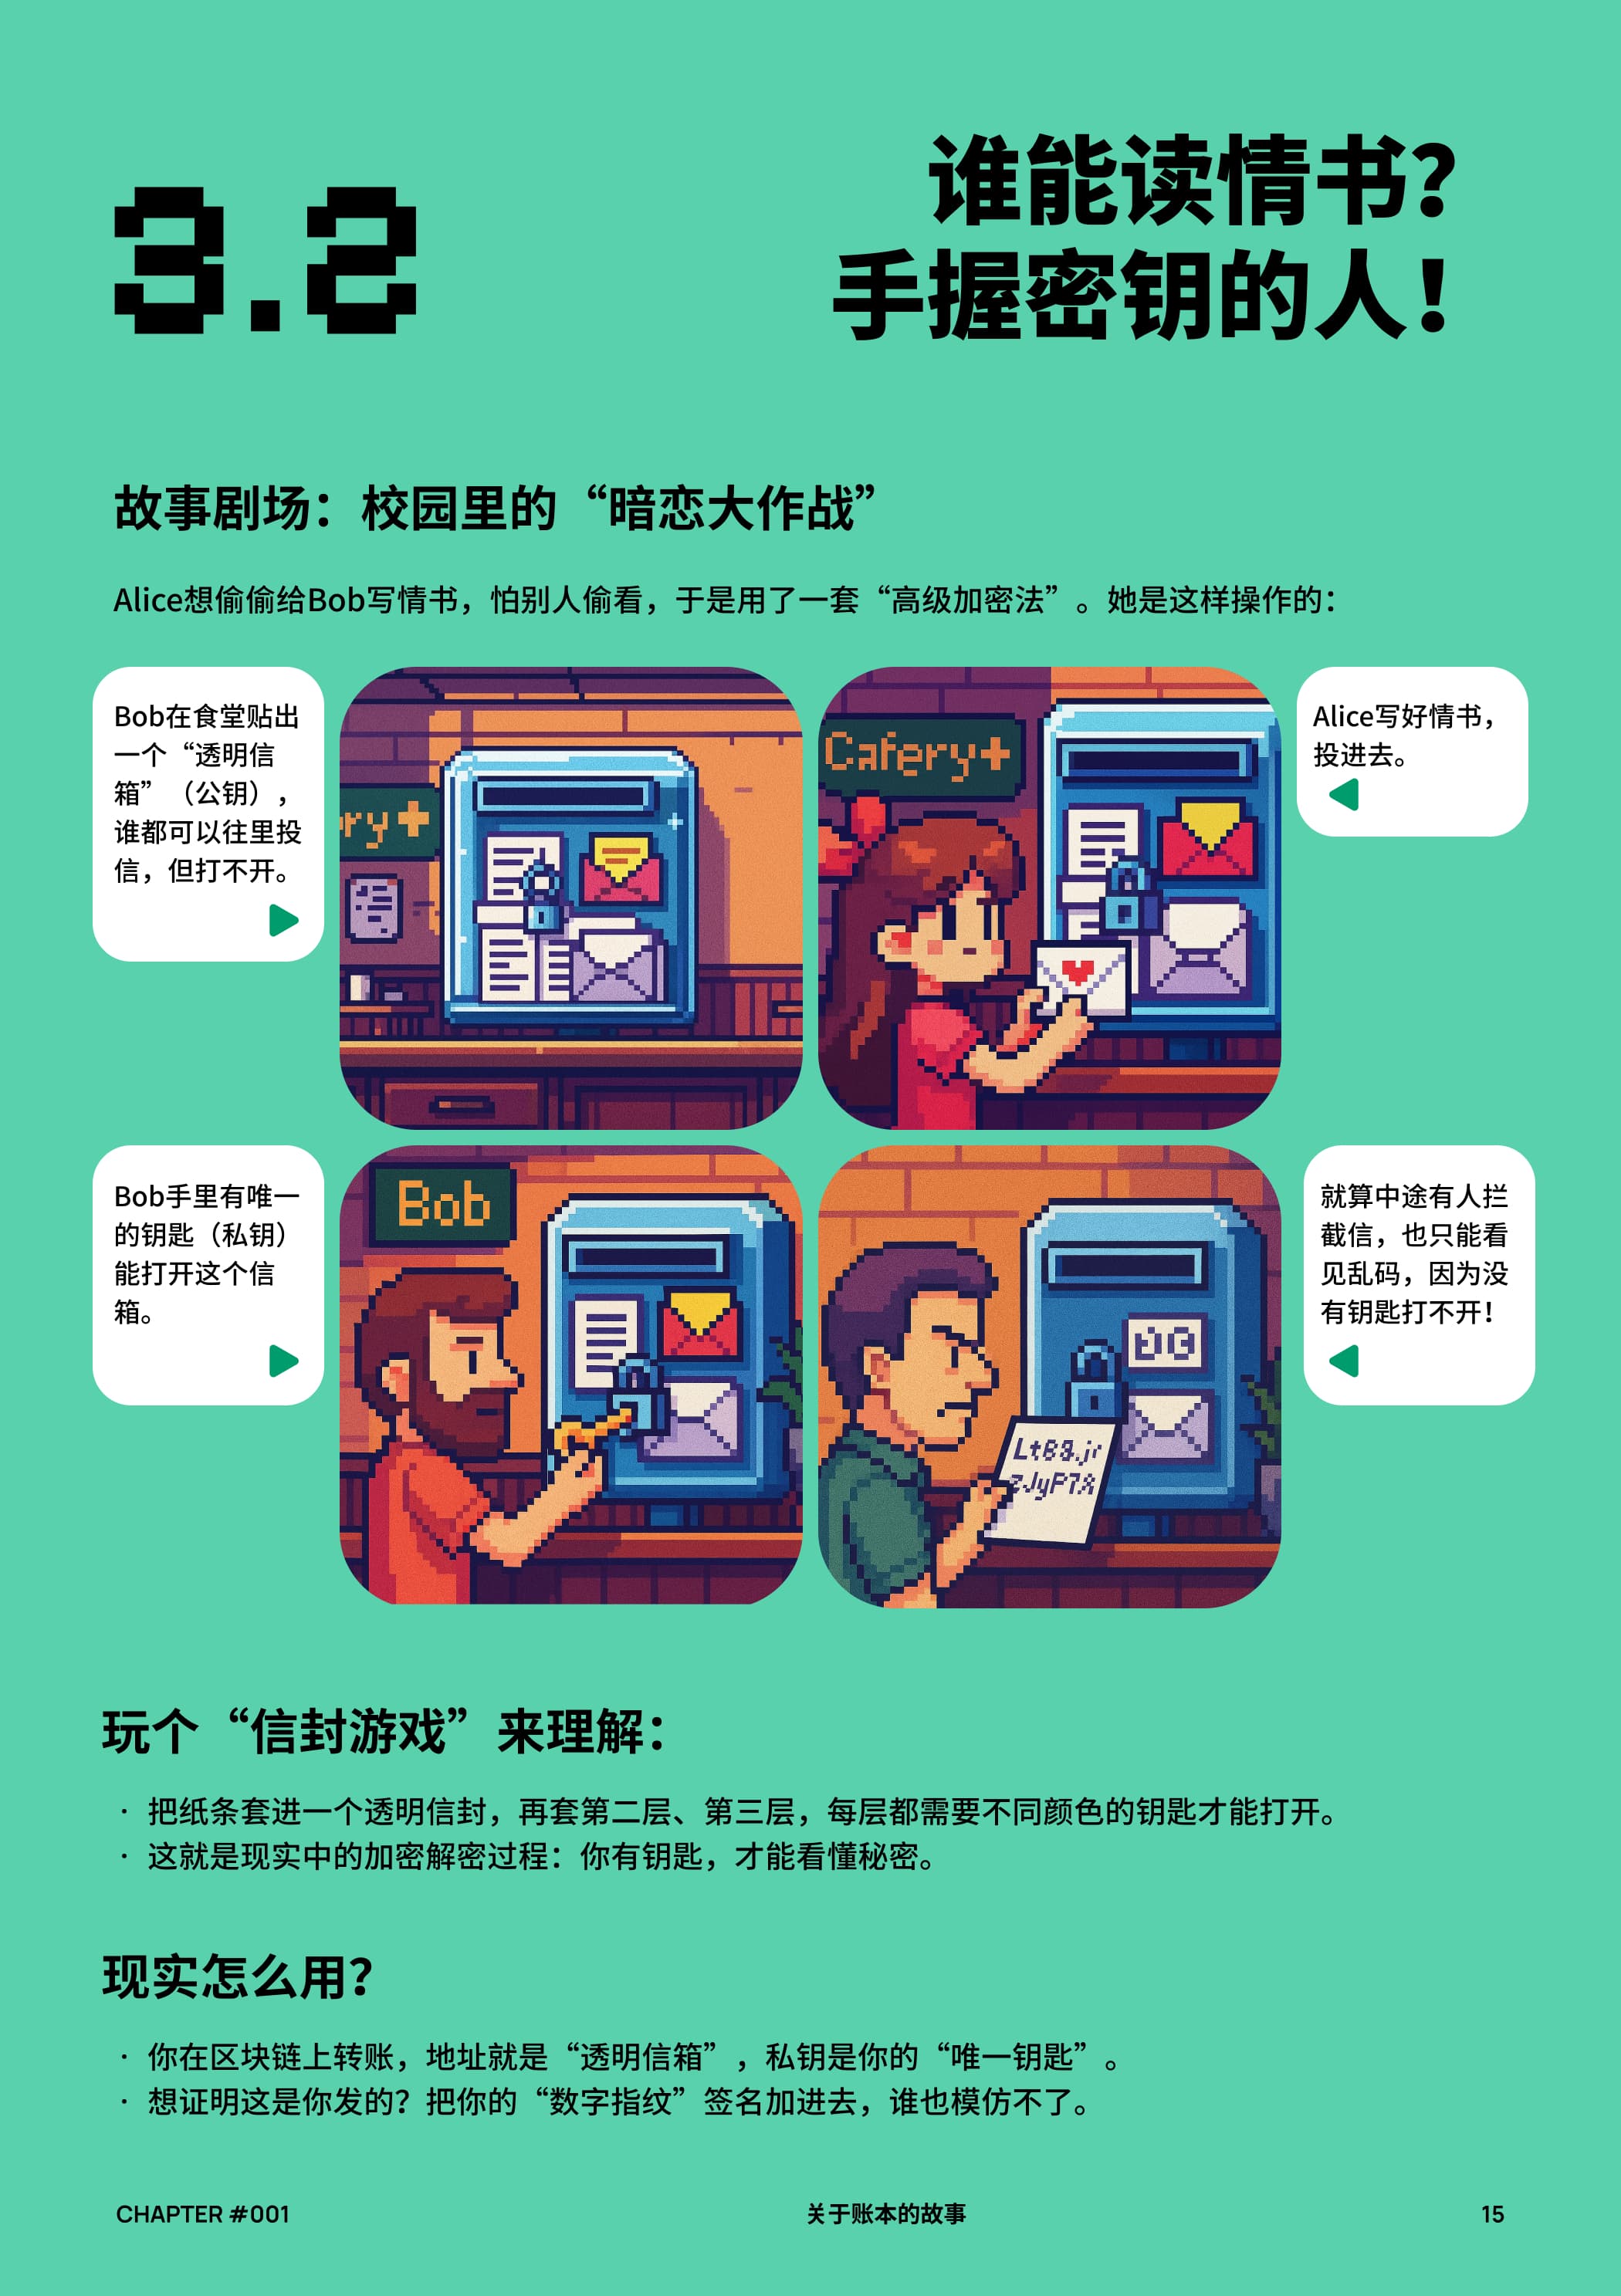 3.2
谁能读情书？
手握密钥的人！
故事剧场：校园里的“暗恋大作战”
Alice想偷偷给Bob写情书，怕别人偷看，于是用了一套“高级加密法”。她是这样操作的：
Bob在食堂贴出
一个“透明信
箱”（公钥），
谁都可以往里投
信，但打不开。
ry+
Cafery+
Alice写好情书，
投进去。
Bob手里有唯一
的钥匙（私钥）
能打开这个信
箱。
Bob
就算中途有人拦
截信，也只能看
见乱码，因为没
有钥匙打不开！
玩个“信封游戏”来理解：
· 把纸条套进一个透明信封，再套第二层、第三层，每层都需要不同颜色的钥匙才能打开。
· 这就是现实中的加密解密过程：你有钥匙，才能看懂秘密。
现实怎么用？
· 你在区块链上转账，地址就是“透明信箱”，私钥是你的“唯一钥匙”。
· 想证明这是你发的？把你的“数字指纹”签名加进去，谁也模仿不了。
CHAPTER #001
关于账本的故事
15